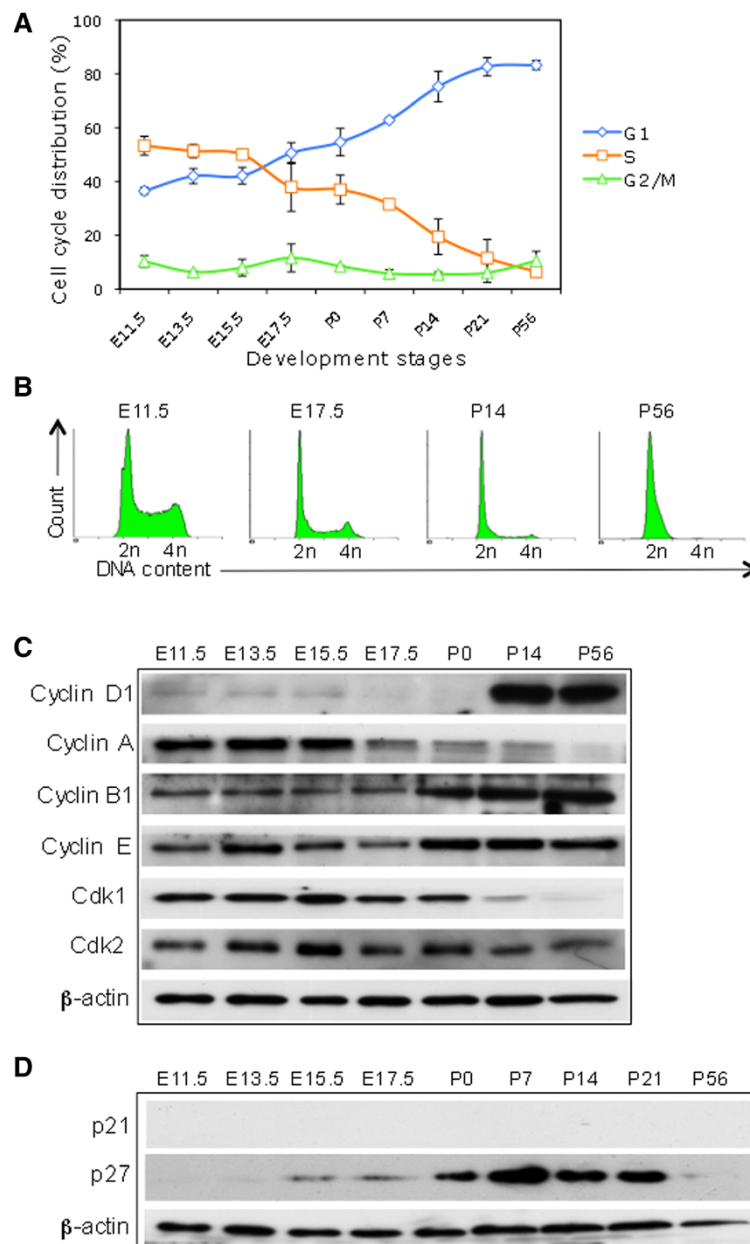 A
Cell cycle distribution (%)
100
80
60
40
20
0
E11.5 E13.5 E15.5 E17.5 P0 P7 P14 P21 P56
Development stages
G1
S
G2/M
B
E11.5 E17.5 P14 P56
Count
2n 4n 2n 4n 2n 4n 2n 4n
DNA content
C
E11.5 E13.5 E15.5 E17.5 P0 P14 P56
Cyclin D1
Cyclin A
Cyclin B1
Cyclin E
Cdk1
Cdk2
β-actin
D
E11.5 E13.5 E15.5 E17.5 P0 P7 P14 P21 P56
p21
p27
β-actin